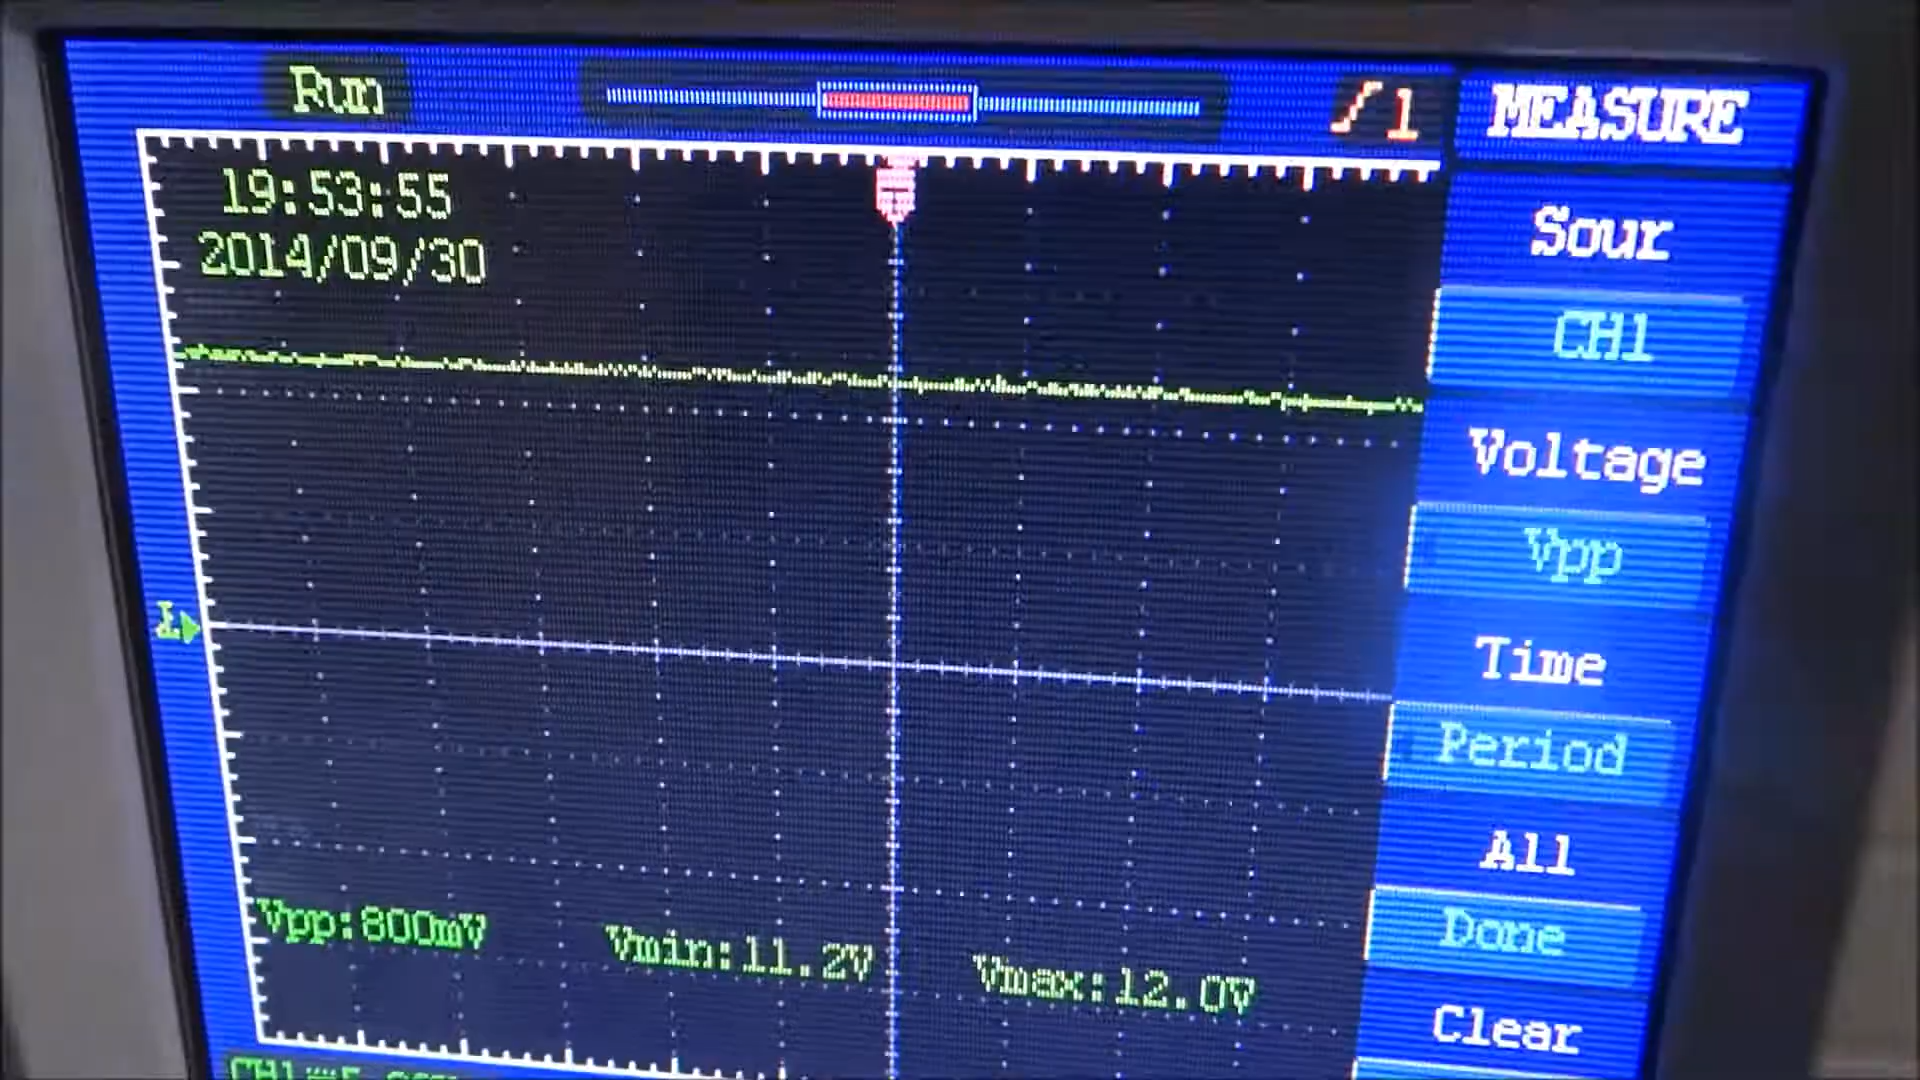 Run
/1
MEASURE
19:53:55
2014/09/30
Sour
CH1
Voltage
Vpp
Time
Period
All
Done
Vpp:800mV Vmin:11.2V Vmax:12.0V
Clear